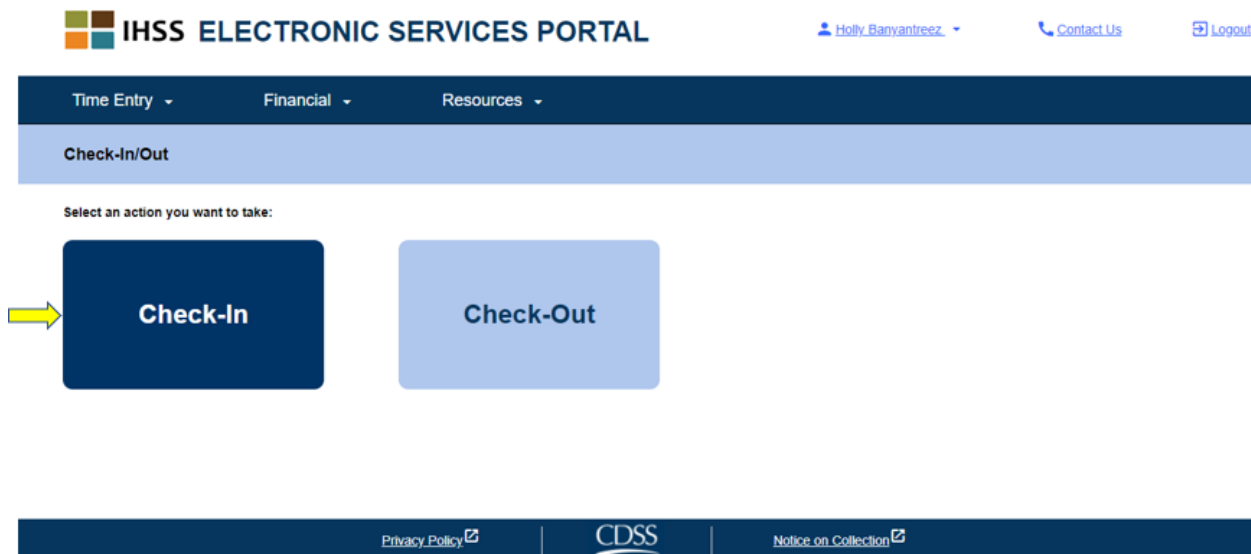 IHSS ELECTRONIC SERVICES PORTAL
Holly Banyantreez
Contact Us
Logout
Time Entry
Financial
Resources
Check-In/Out
Select an action you want to take:
Check-In
Check-Out
Privacy Policy
CDSS
Notice on Collection